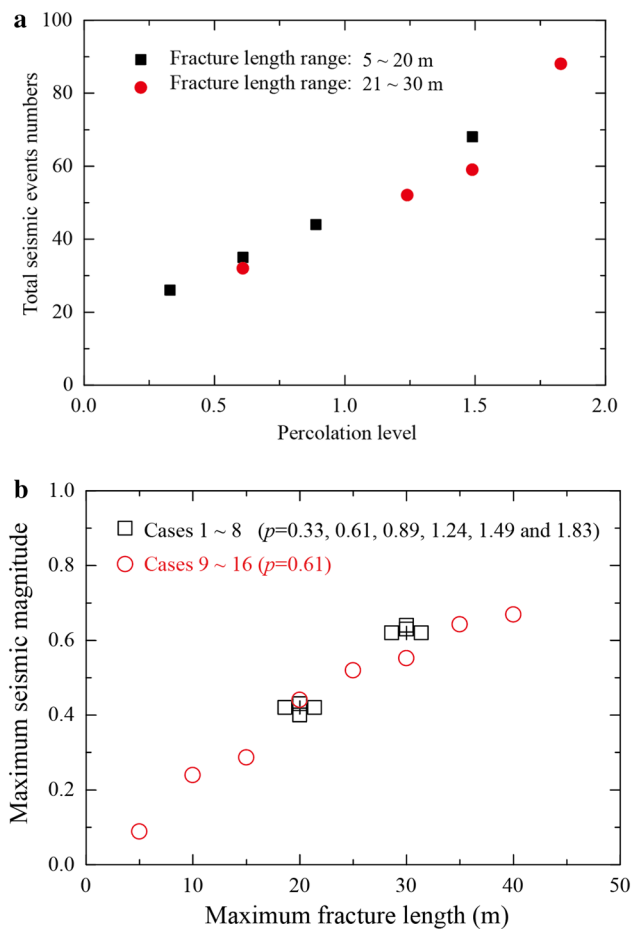 a
100
80
60
40
20
0
Total seismic events numbers
Fracture length range: 5 ~ 20 m
Fracture length range: 21 ~ 30 m
0.0 0.5 1.0 1.5 2.0
Percolation level
b
1.0
0.8
0.6
0.4
0.2
0.0
Maximum seismic magnitude
Cases 1 ~ 8 (p=0.33, 0.61, 0.89, 1.24, 1.49 and 1.83)
Cases 9 ~ 16 (p=0.61)
0 10 20 30 40 50
Maximum fracture length (m)